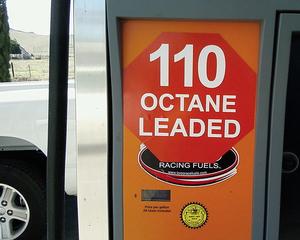 110
OCTANE
LEADED
RACING FUELS.